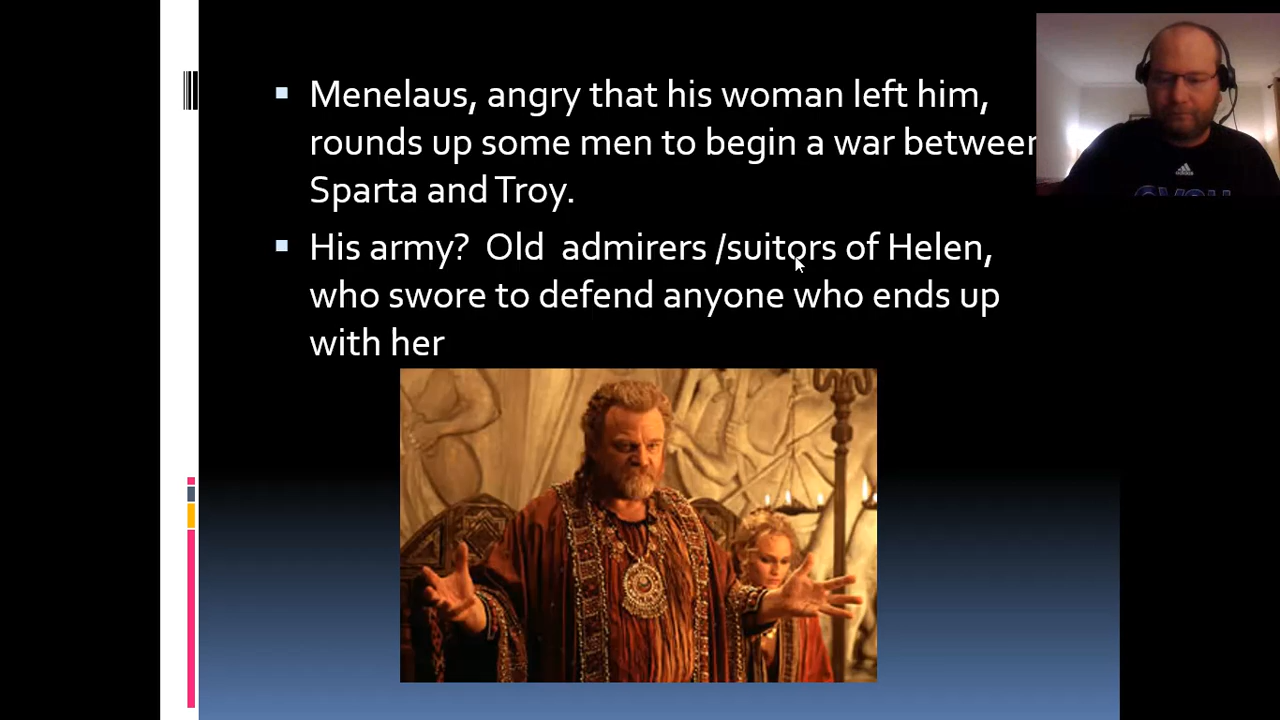 Menelaus, angry that his woman left him,
rounds up some men to begin a war between
Sparta and Troy.
His army?  Old  admirers /suitors of Helen,
who swore to defend anyone who ends up
with her